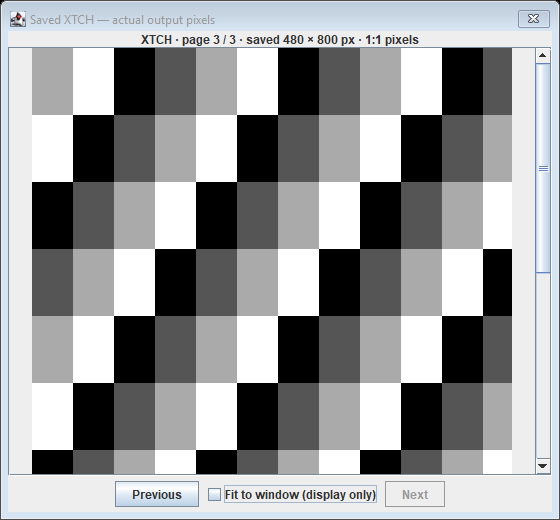 Saved XTCH — actual output pixels
XTCH · page 3 / 3 · saved 480 × 800 px · 1:1 pixels
Previous
Fit to window (display only)
Next